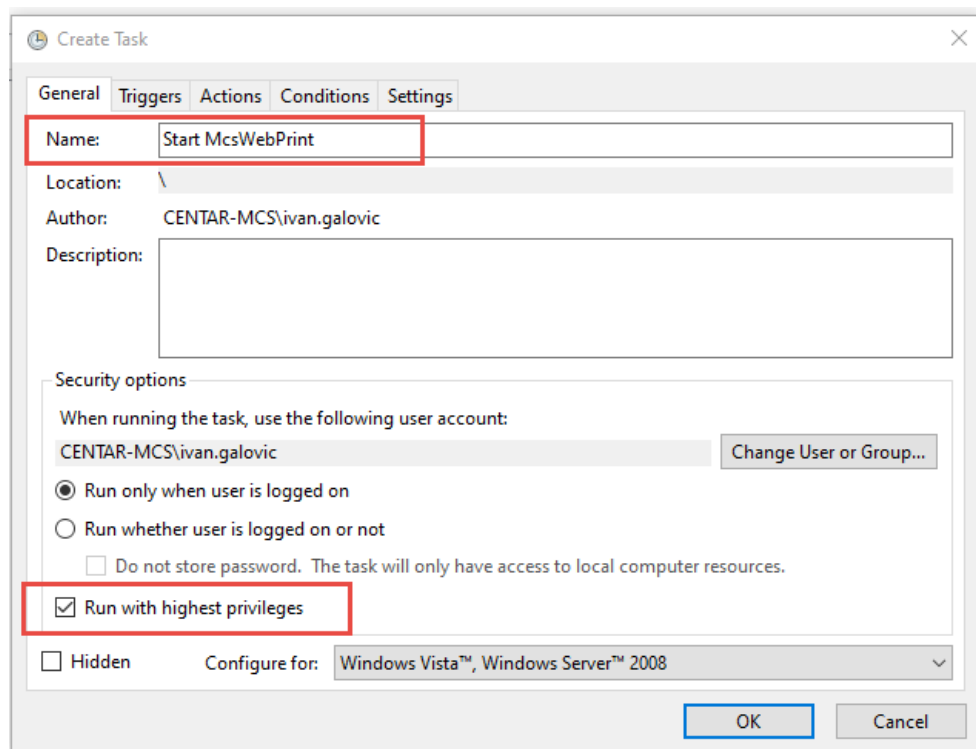 Create Task
General Triggers Actions Conditions Settings
Name: Start McsWebPrint
Location: \
Author: CENTAR-MCS\ivan.galovic
Description:
Security options
When running the task, use the following user account:
CENTAR-MCS\ivan.galovic Change User or Group...
Run only when user is logged on
Run whether user is logged on or not
Do not store password. The task will only have access to local computer resources.
Run with highest privileges
Hidden Configure for: Windows Vista™, Windows Server™ 2008
OK Cancel